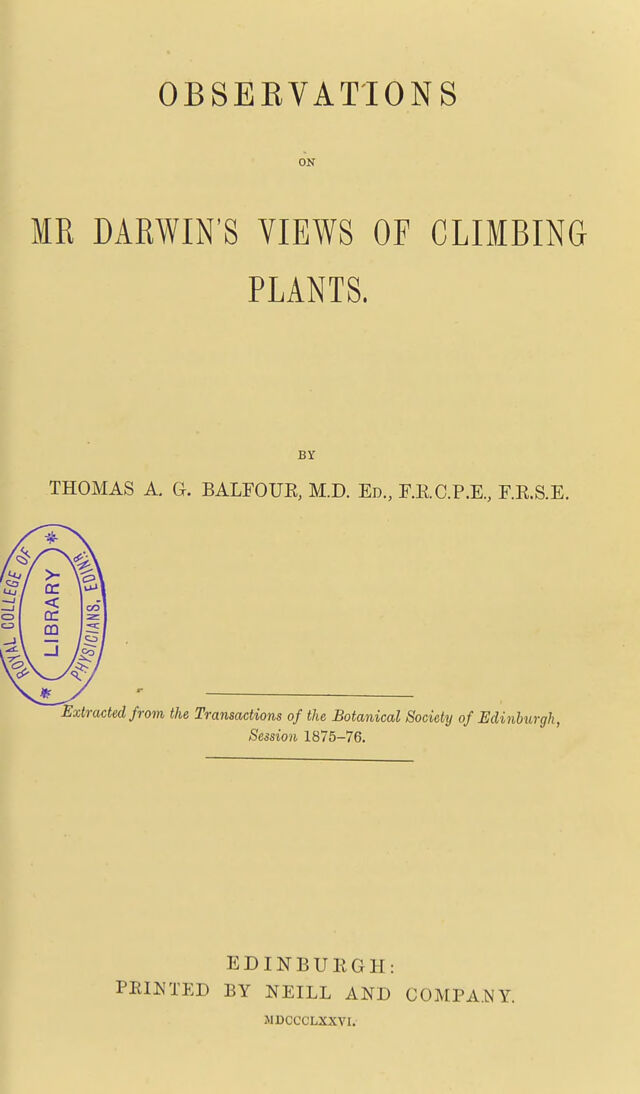 OBSERVATIONS
ON
MR DARWIN'S VIEWS OF CLIMBING
PLANTS.
BY
THOMAS A. G. BALFOUR, M.D. ED., F.R.C.P.E., F.R.S.E.
ROYAL COLLEGE OF
LIBRARY
PHYSICIANS, EDIN:
Extracted from the Transactions of the Botanical Society of Edinburgh,
Session 1875-76.
EDINBURGH:
PRINTED BY NEILL AND COMPANY.
MDCCCLXXVI.